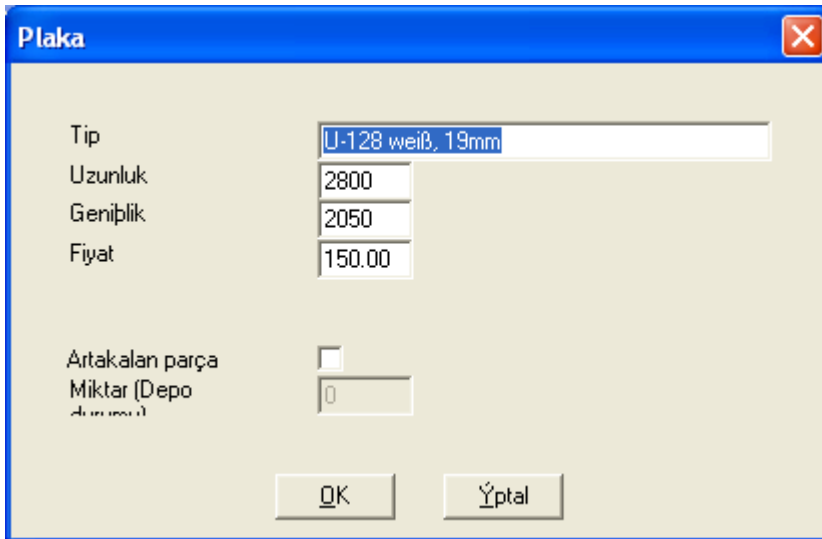 Plaka
Tip U-128 weiß, 19mm
Uzunluk 2800
Geniþlik 2050
Fiyat 150.00
Artakalan parça
Miktar (Depo 0
durumu)
OK Ýptal